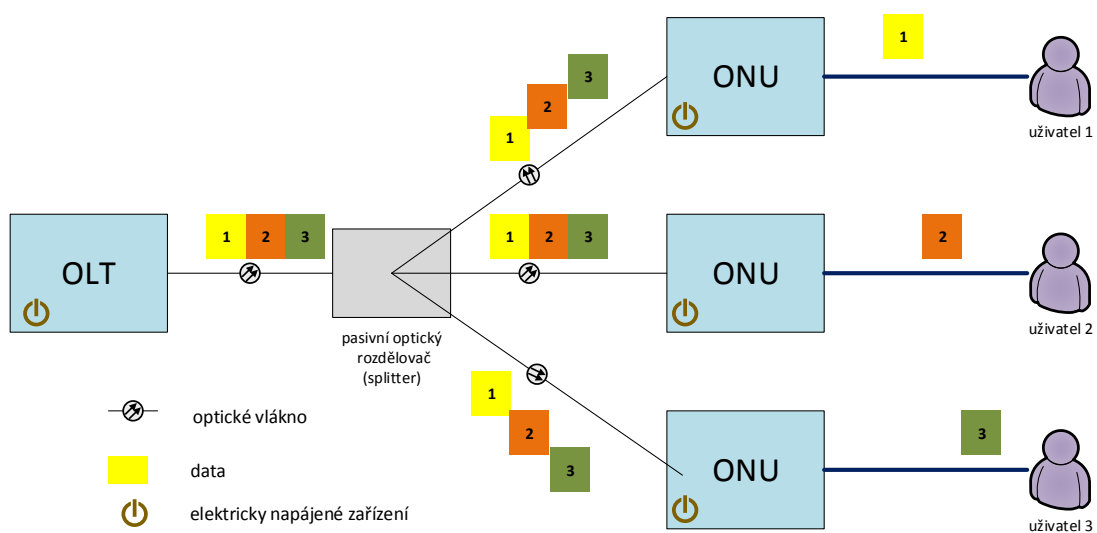 1
ONU
3
2
1
uživatel 1
1 2 3
1 2 3
2
OLT
ONU
uživatel 2
pasivní optický
rozdělovač
(splitter)
1
2
3
3
ONU
uživatel 3
optické vlákno
data
elektricky napájené zařízení